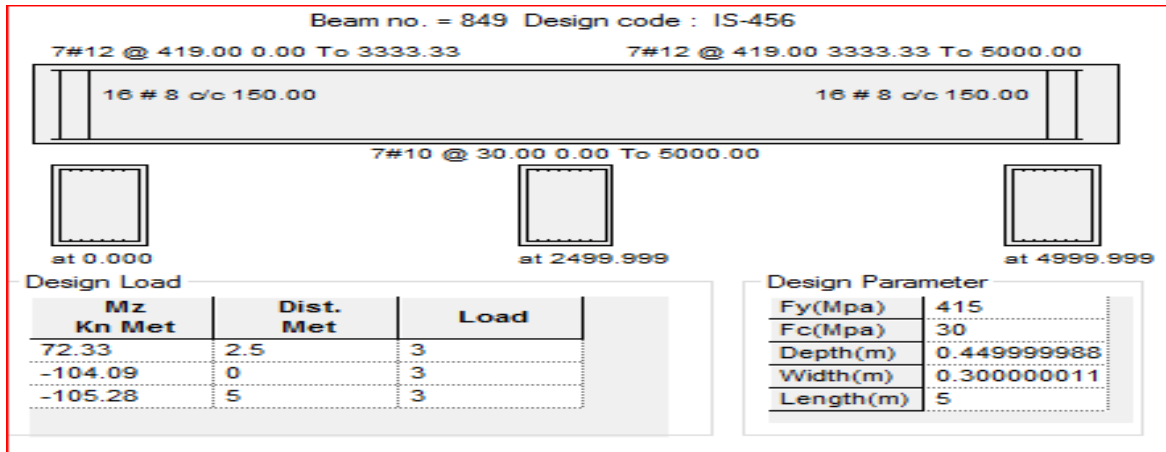 Beam no. = 849 Design code : IS-456
7#12 @ 419.00 0.00 To 3333.33 7#12 @ 419.00 3333.33 To 5000.00
16 # 8 c/c 150.00 16 # 8 c/c 150.00
7#10 @ 30.00 0.00 To 5000.00
at 0.000 at 2499.999 at 4999.999
Design Load
Mz Kn Met Dist. Met Load
72.33 2.5 3
-104.09 0 3
-105.28 5 3
Design Parameter
Fy(Mpa) 415
Fc(Mpa) 30
Depth(m) 0.449999988
Width(m) 0.300000011
Length(m) 5